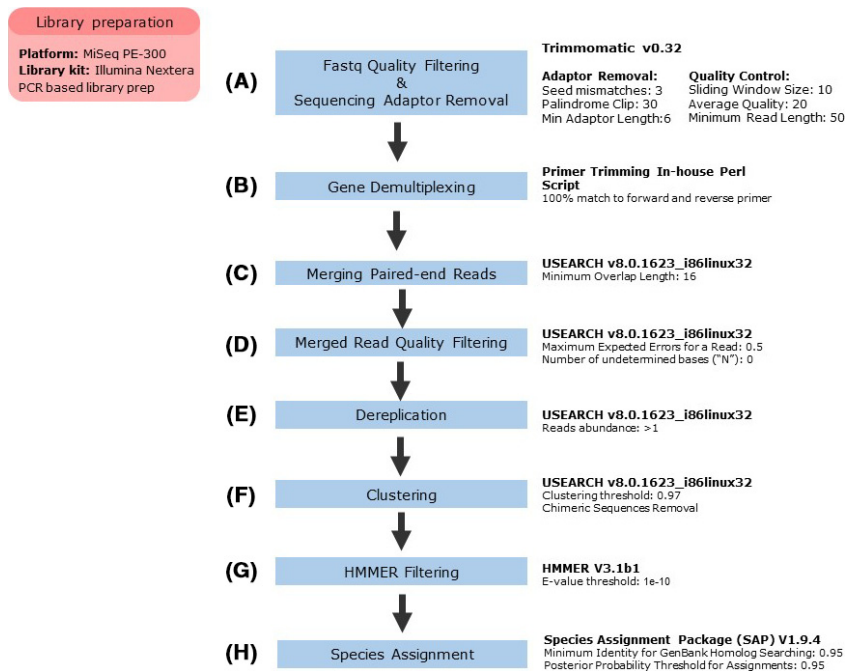 Library preparation
Platform: MiSeq PE-300
Library kit: Illumina Nextera
PCR based library prep
(A)
Fastq Quality Filtering
&
Sequencing Adaptor Removal
Trimmomatic v0.32
Adaptor Removal:
Seed mismatches: 3
Palindrome Clip: 30
Min Adaptor Length:6
Quality Control:
Sliding Window Size: 10
Average Quality: 20
Minimum Read Length: 50
(B)
Gene Demultiplexing
Primer Trimming In-house Perl
Script
100% match to forward and reverse primer
(C)
Merging Paired-end Reads
USEARCH v8.0.1623_i86linux32
Minimum Overlap Length: 16
(D)
Merged Read Quality Filtering
USEARCH v8.0.1623_i86linux32
Maximum Expected Errors for a Read: 0.5
Number of undetermined bases (“N”): 0
(E)
Dereplication
USEARCH v8.0.1623_i86linux32
Reads abundance: >1
(F)
Clustering
USEARCH v8.0.1623_i86linux32
Clustering threshold: 0.97
Chimeric Sequences Removal
(G)
HMMER Filtering
HMMER V3.1b1
E-value threshold: 1e-10
(H)
Species Assignment
Species Assignment Package (SAP) V1.9.4
Minimum Identity for GenBank Homolog Searching: 0.95
Posterior Probability Threshold for Assignments: 0.95